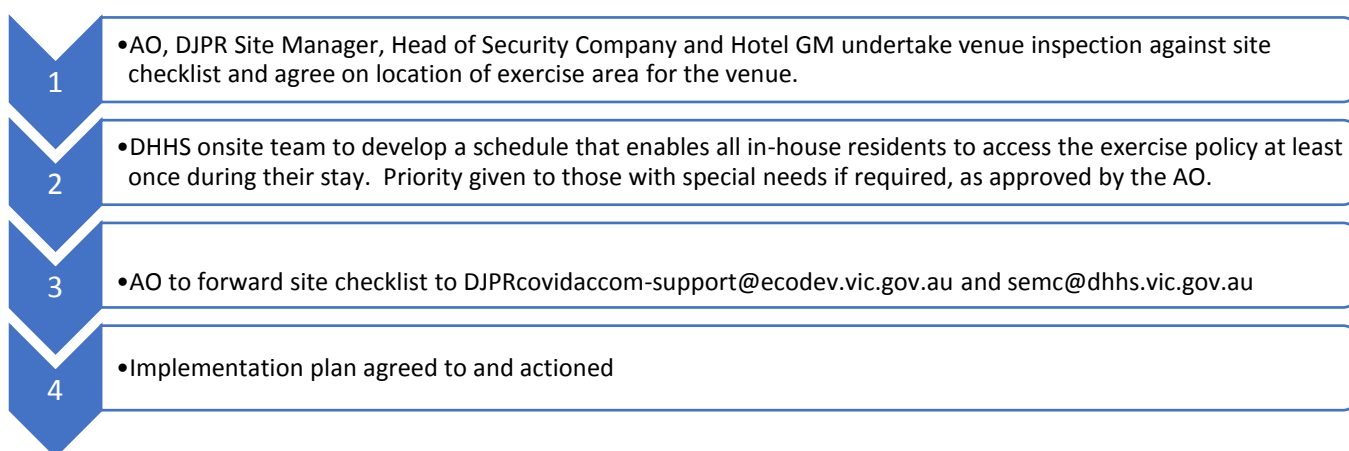 1
•AO, DJPR Site Manager, Head of Security Company and Hotel GM undertake venue inspection against site
checklist and agree on location of exercise area for the venue.
2
•DHHS onsite team to develop a schedule that enables all in-house residents to access the exercise policy at least
once during their stay.  Priority given to those with special needs if required, as approved by the AO.
3
•AO to forward site checklist to DJPRcovidaccom-support@ecodev.vic.gov.au and semc@dhhs.vic.gov.au
4
•Implementation plan agreed to and actioned